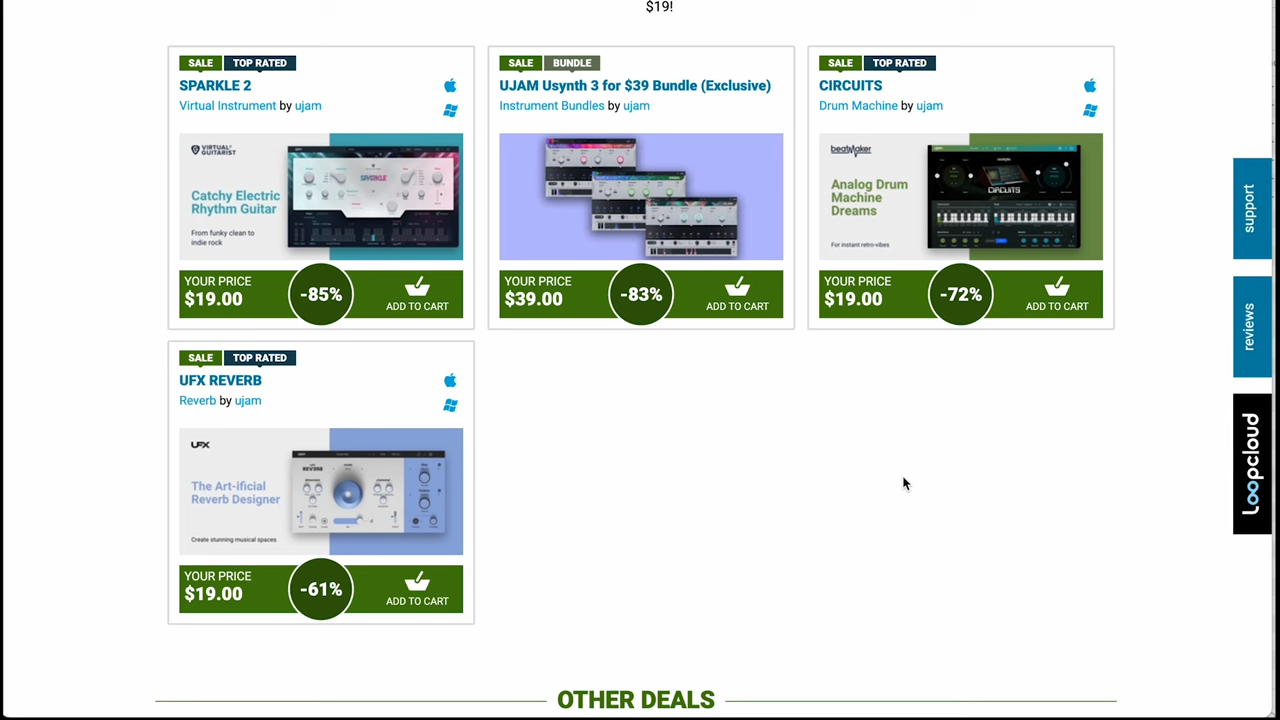 $19!
SALE TOP RATED
SPARKLE 2
Virtual Instrument by ujam
VIRTUAL GUITARIST
Catchy Electric
Rhythm Guitar
From funky clean to
indie rock
SPARKLE
YOUR PRICE
$19.00
-85%
ADD TO CART
SALE BUNDLE
UJAM Usynth 3 for $39 Bundle (Exclusive)
Instrument Bundles by ujam
YOUR PRICE
$39.00
-83%
ADD TO CART
SALE TOP RATED
CIRCUITS
Drum Machine by ujam
beatMaker
Analog Drum
Machine
Dreams
For instant retro-vibes
CIRCUITS
YOUR PRICE
$19.00
-72%
ADD TO CART
SALE TOP RATED
UFX REVERB
Reverb by ujam
UFX
The Art-ificial
Reverb Designer
Create stunning musical spaces
REVERB
YOUR PRICE
$19.00
-61%
ADD TO CART
support
reviews
Loopcloud
OTHER DEALS